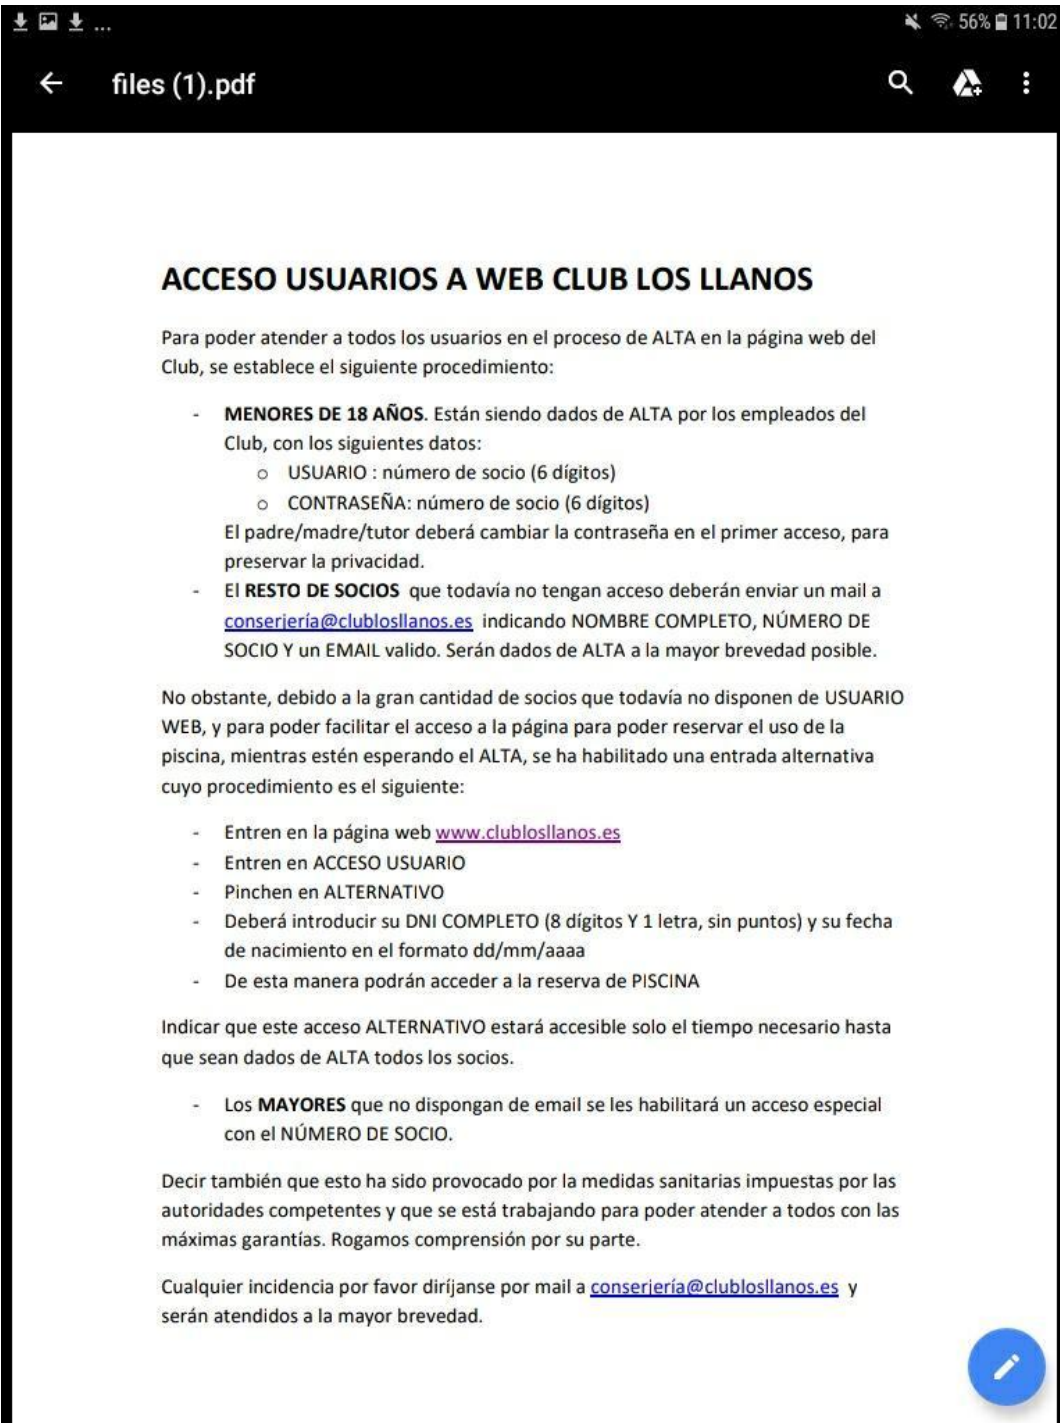 ... 56% 11:02
files (1).pdf
ACCESO USUARIOS A WEB CLUB LOS LLANOS
Para poder atender a todos los usuarios en el proceso de ALTA en la página web del
Club, se establece el siguiente procedimiento:
- MENORES DE 18 AÑOS. Están siendo dados de ALTA por los empleados del
Club, con los siguientes datos:
o USUARIO : número de socio (6 dígitos)
o CONTRASEÑA: número de socio (6 dígitos)
El padre/madre/tutor deberá cambiar la contraseña en el primer acceso, para
preservar la privacidad.
- El RESTO DE SOCIOS que todavía no tengan acceso deberán enviar un mail a
conserjería@clublosllanos.es indicando NOMBRE COMPLETO, NÚMERO DE
SOCIO Y un EMAIL valido. Serán dados de ALTA a la mayor brevedad posible.
No obstante, debido a la gran cantidad de socios que todavía no disponen de USUARIO
WEB, y para poder facilitar el acceso a la página para poder reservar el uso de la
piscina, mientras estén esperando el ALTA, se ha habilitado una entrada alternativa
cuyo procedimiento es el siguiente:
- Entren en la página web www.clublosllanos.es
- Entren en ACCESO USUARIO
- Pinchen en ALTERNATIVO
- Deberá introducir su DNI COMPLETO (8 dígitos Y 1 letra, sin puntos) y su fecha
de nacimiento en el formato dd/mm/aaaa
- De esta manera podrán acceder a la reserva de PISCINA
Indicar que este acceso ALTERNATIVO estará accesible solo el tiempo necesario hasta
que sean dados de ALTA todos los socios.
- Los MAYORES que no dispongan de email se les habilitará un acceso especial
con el NÚMERO DE SOCIO.
Decir también que esto ha sido provocado por la medidas sanitarias impuestas por las
autoridades competentes y que se está trabajando para poder atender a todos con las
máximas garantías. Rogamos comprensión por su parte.
Cualquier incidencia por favor diríjanse por mail a conserjería@clublosllanos.es y
serán atendidos a la mayor brevedad.